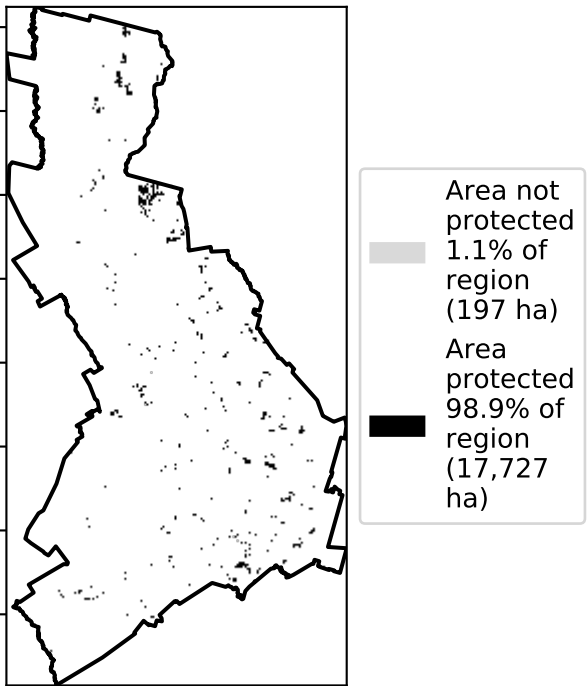 Area not
protected
1.1% of
region
(197 ha)
Area
protected
98.9% of
region
(17,727
ha)